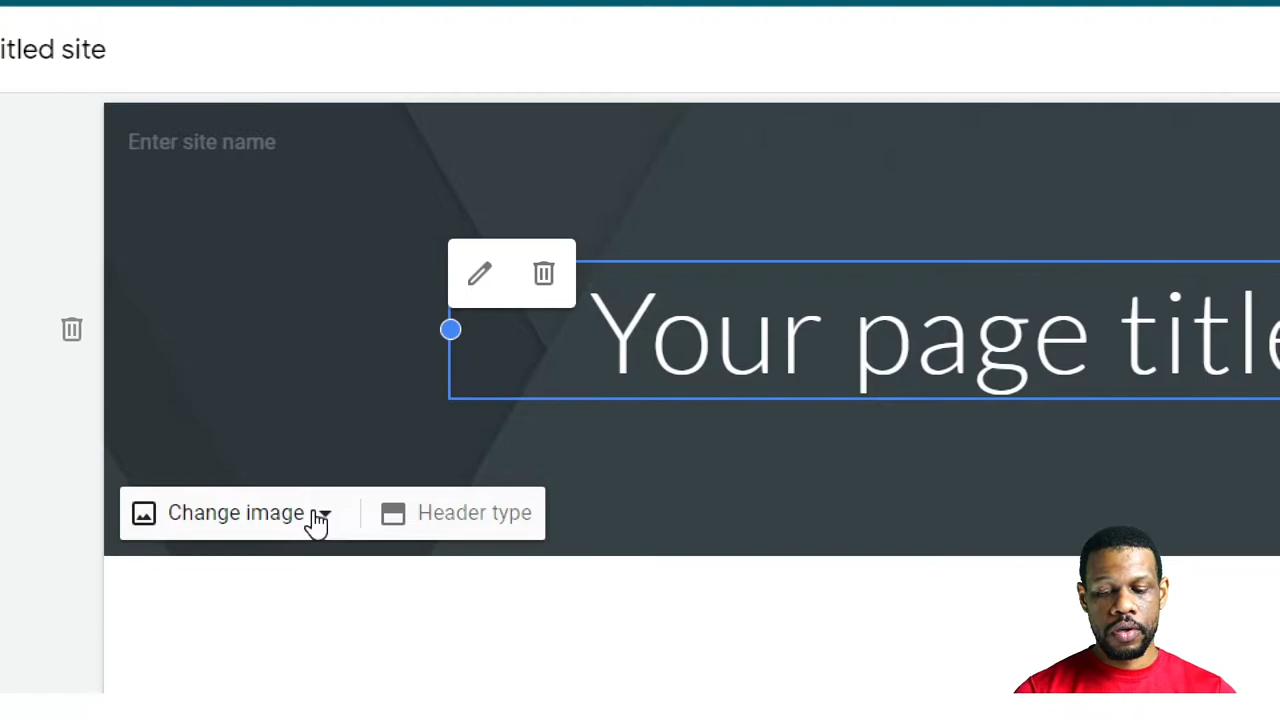 itled site
Enter site name
Your page title
Change image
Header type